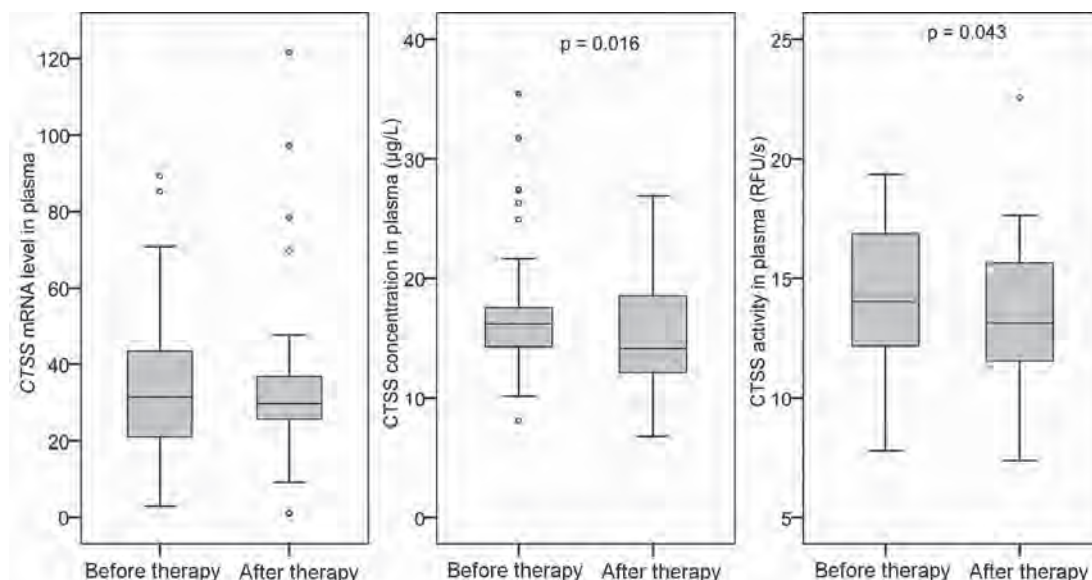 CTSS mRNA level in plasma
120
100
80
60
40
20
0
Before therapy
After therapy
CTSS concentration in plasma (µg/L)
40
30
20
10
0
p = 0.016
Before therapy
After therapy
CTSS activity in plasma (RFU/s)
25
20
15
10
5
p = 0.043
Before therapy
After therapy